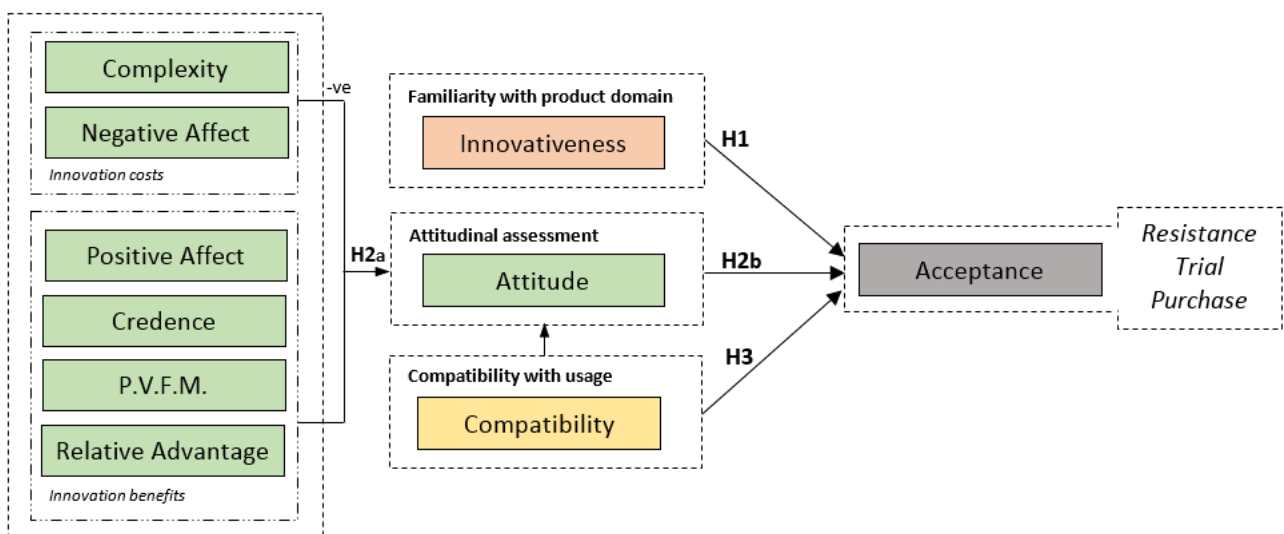 Complexity
Negative Affect
Innovation costs
-ve
Positive Affect
Credence
P.V.F.M.
Relative Advantage
Innovation benefits
H2a
Familiarity with product domain
Innovativeness
Attitudinal assessment
Attitude
Compatibility with usage
Compatibility
H1
H2b
H3
Acceptance
Resistance
Trial
Purchase